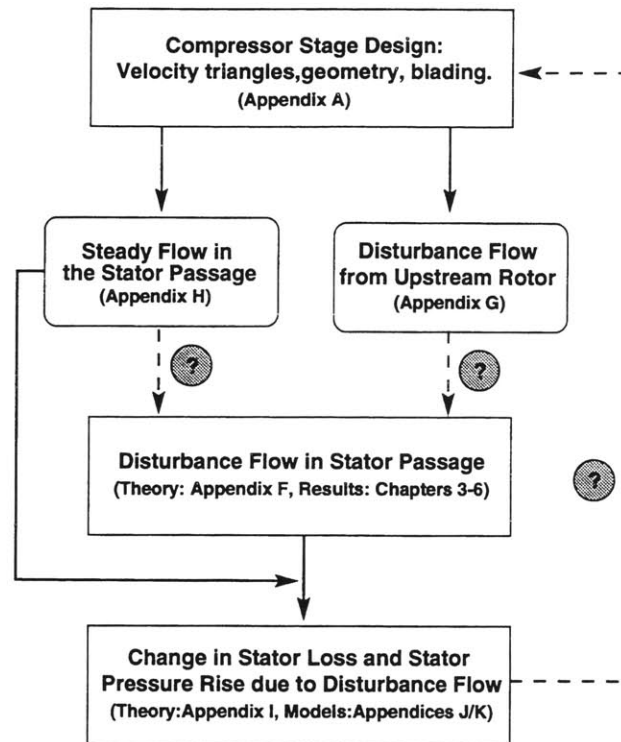 Compressor Stage Design:
Velocity triangles,geometry, blading.
(Appendix A)
Steady Flow in
the Stator Passage
(Appendix H)
Disturbance Flow
from Upstream Rotor
(Appendix G)
?
?
Disturbance Flow in Stator Passage
(Theory: Appendix F, Results: Chapters 3-6)
?
Change in Stator Loss and Stator
Pressure Rise due to Disturbance Flow
(Theory:Appendix I, Models:Appendices J/K)